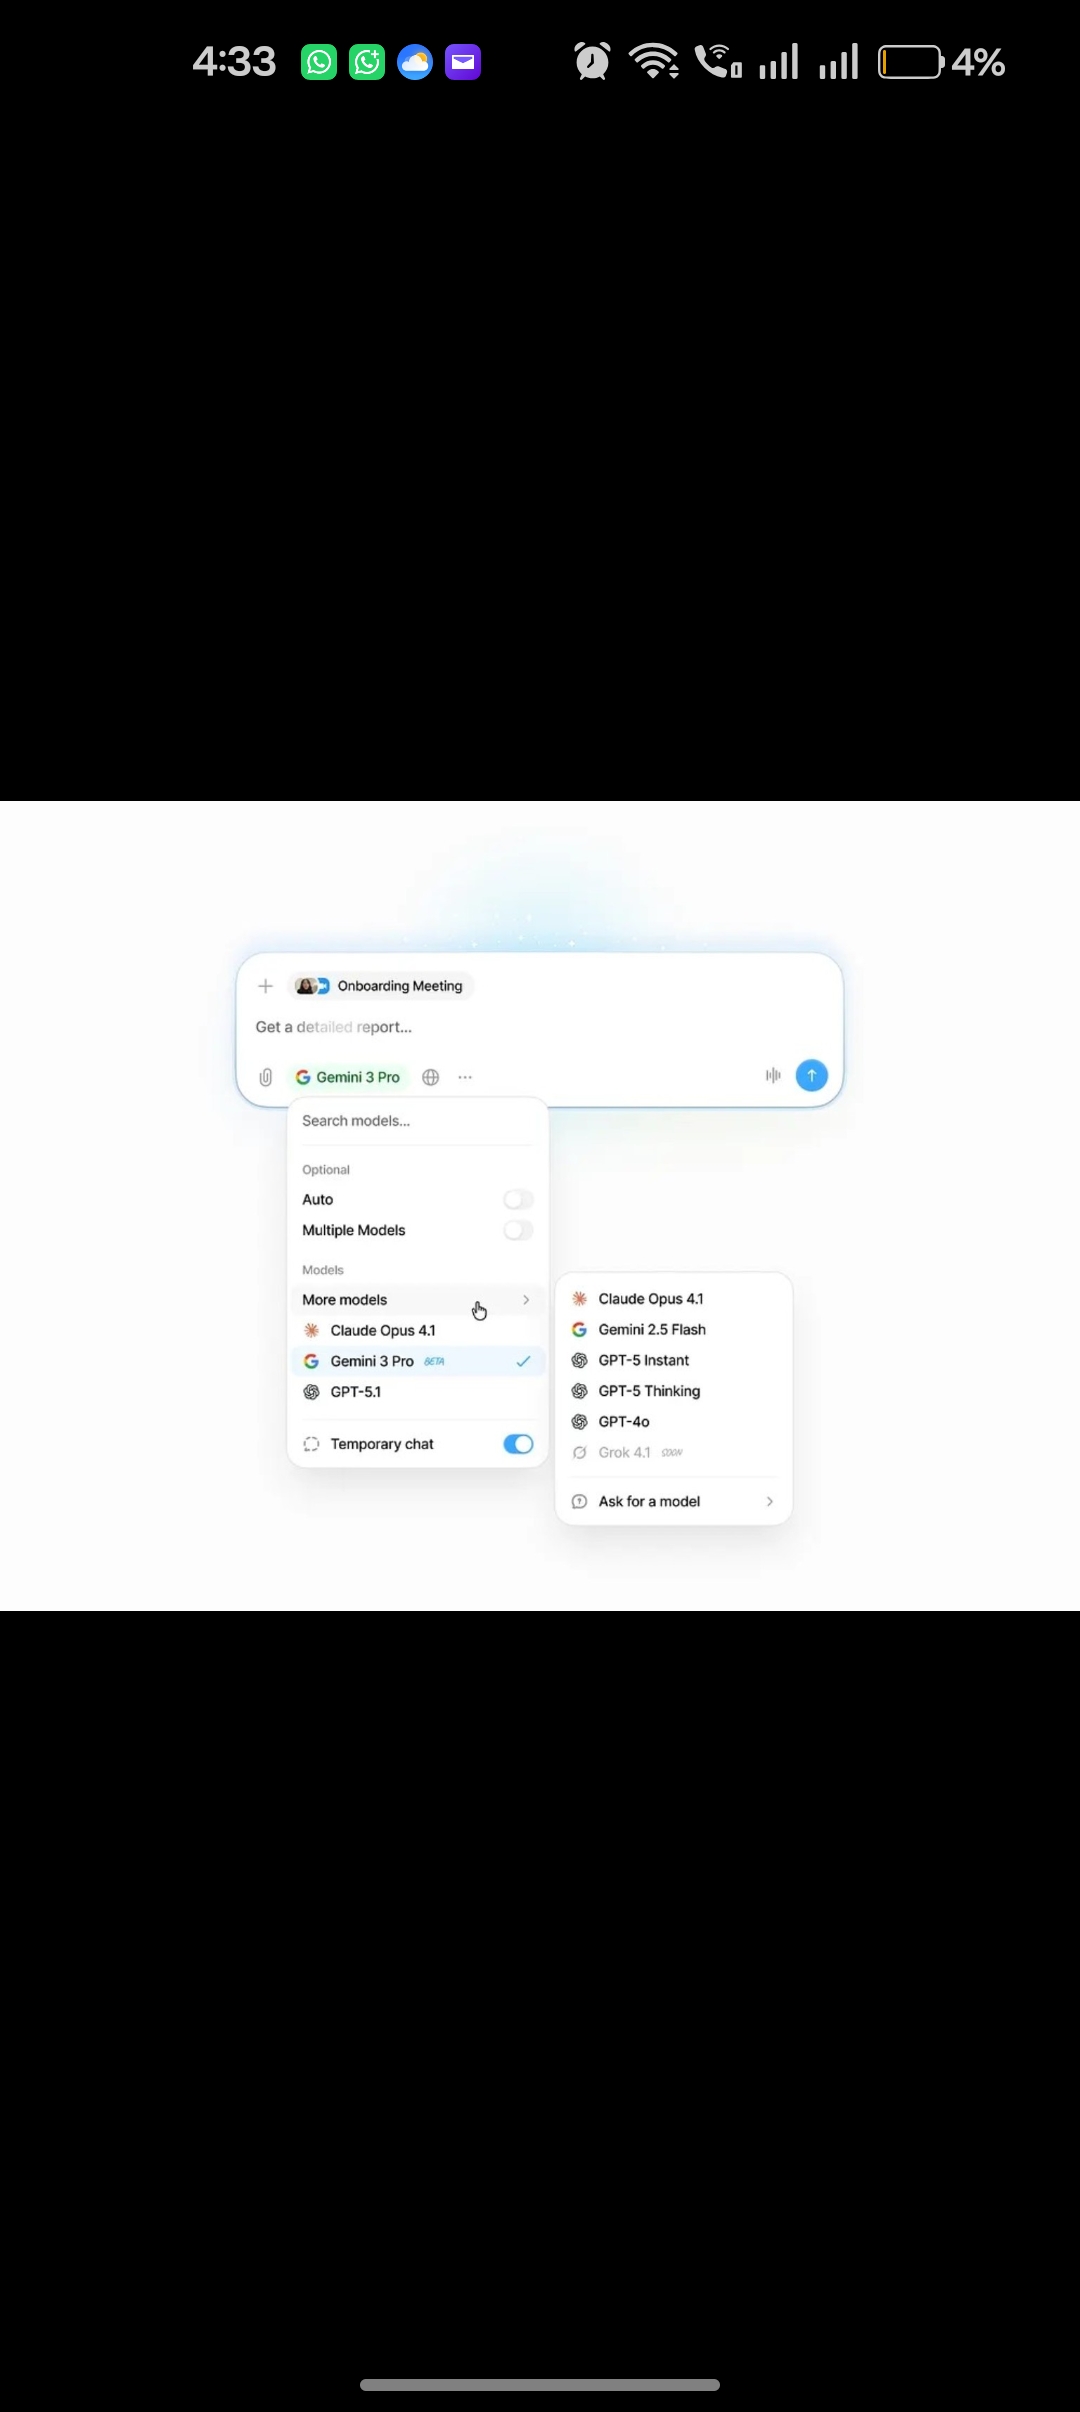 4:33
4%
Onboarding Meeting
Get a detailed report...
Gemini 3 Pro
Search models...
Optional
Auto
Multiple Models
Models
More models
Claude Opus 4.1
Gemini 3 Pro BETA
GPT-5.1
Temporary chat
Claude Opus 4.1
Gemini 2.5 Flash
GPT-5 Instant
GPT-5 Thinking
GPT-4o
Grok 4.1 SOON
Ask for a model